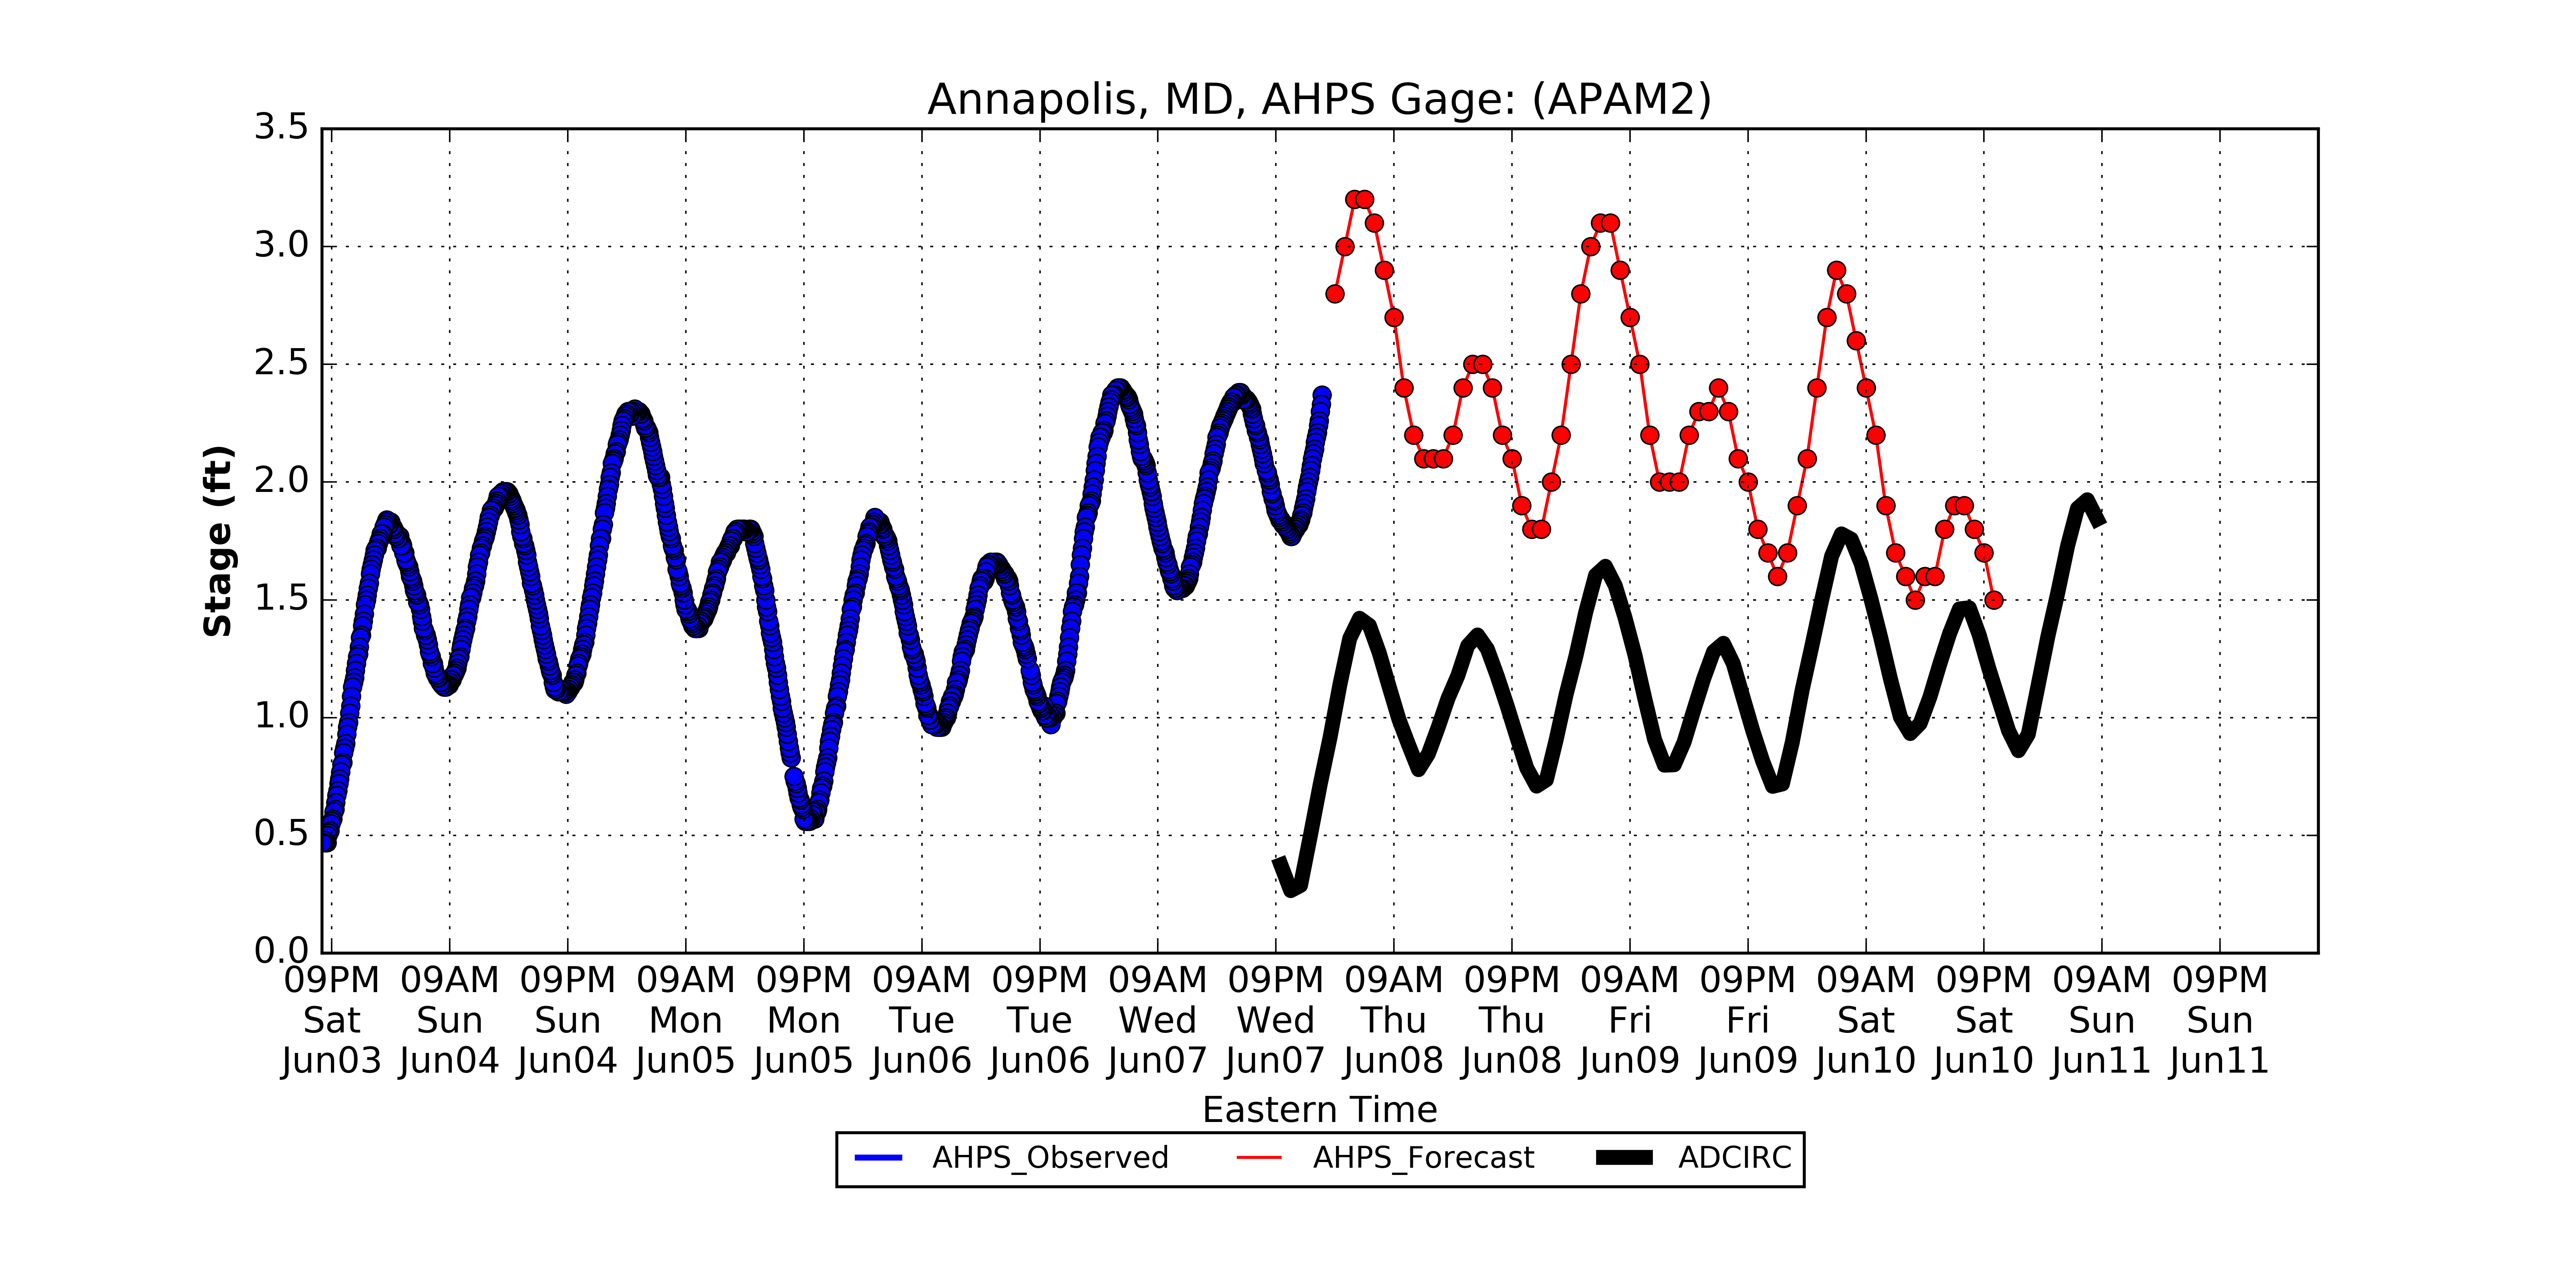 Annapolis, MD, AHPS Gage: (APAM2)
3.5
3.0
2.5
2.0
1.5
1.0
0.5
0.0
Stage (ft)
09PM 09AM 09PM 09AM 09PM 09AM 09PM 09AM 09PM 09AM 09PM 09AM 09PM 09AM 09PM 09AM 09PM
Sat Sun Sun Mon Mon Tue Tue Wed Wed Thu Thu Fri Fri Sat Sat Sun Sun
Jun03 Jun04 Jun04 Jun05 Jun05 Jun06 Jun06 Jun07 Jun07 Jun08 Jun08 Jun09 Jun09 Jun10 Jun10 Jun11 Jun11
Eastern Time
AHPS_Observed AHPS_Forecast ADCIRC